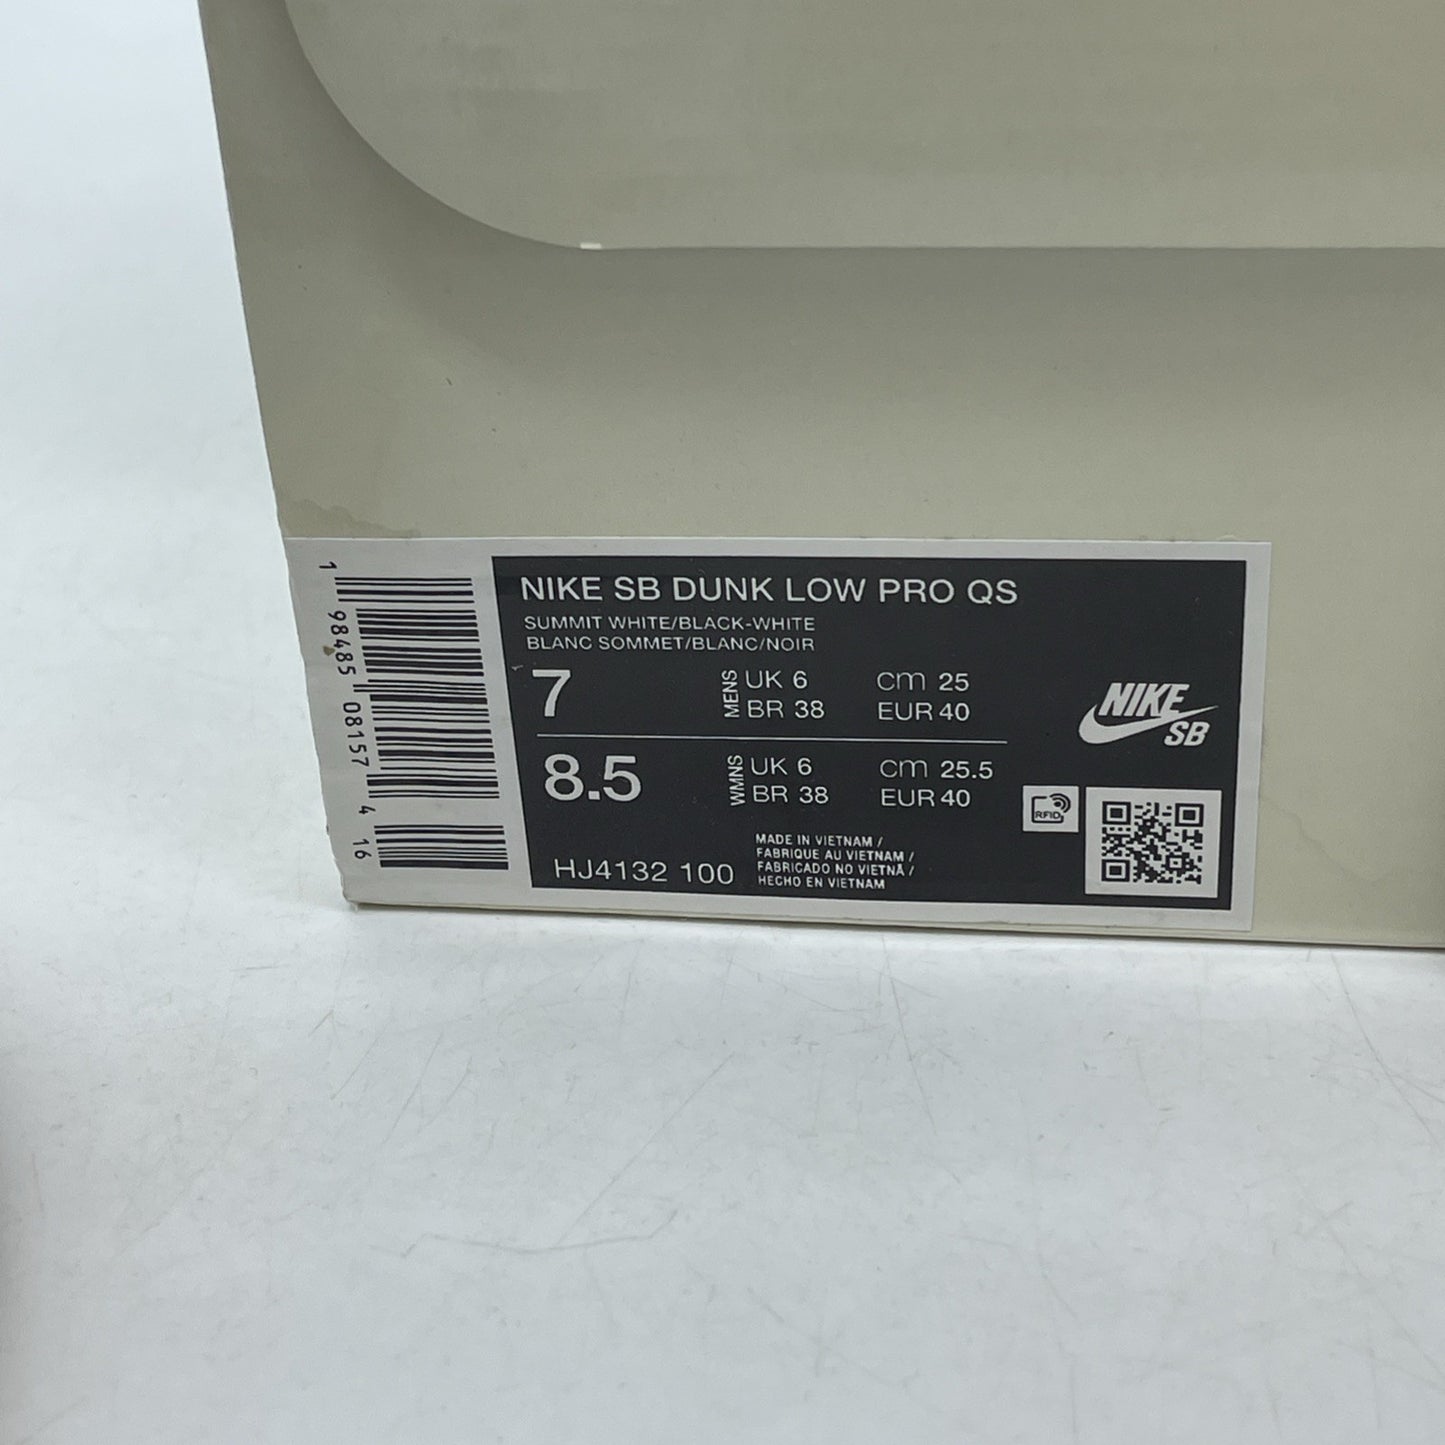 NIKE SB DUNK LOW PRO QS
SUMMIT WHITE/BLACK-WHITE
BLANC SOMMET/BLANC/NOIR
7 MENS UK 6 CM 25
BR 38 EUR 40
8.5 WMNS UK 6 CM 25.5
BR 38 EUR 40
HJ4132 100
MADE IN VIETNAM /
FABRIQUE AU VIETNAM /
FABRICADO NO VIETNÃ /
HECHO EN VIETNAM
NIKE
SB
RFID
1 98485 08157 4 16